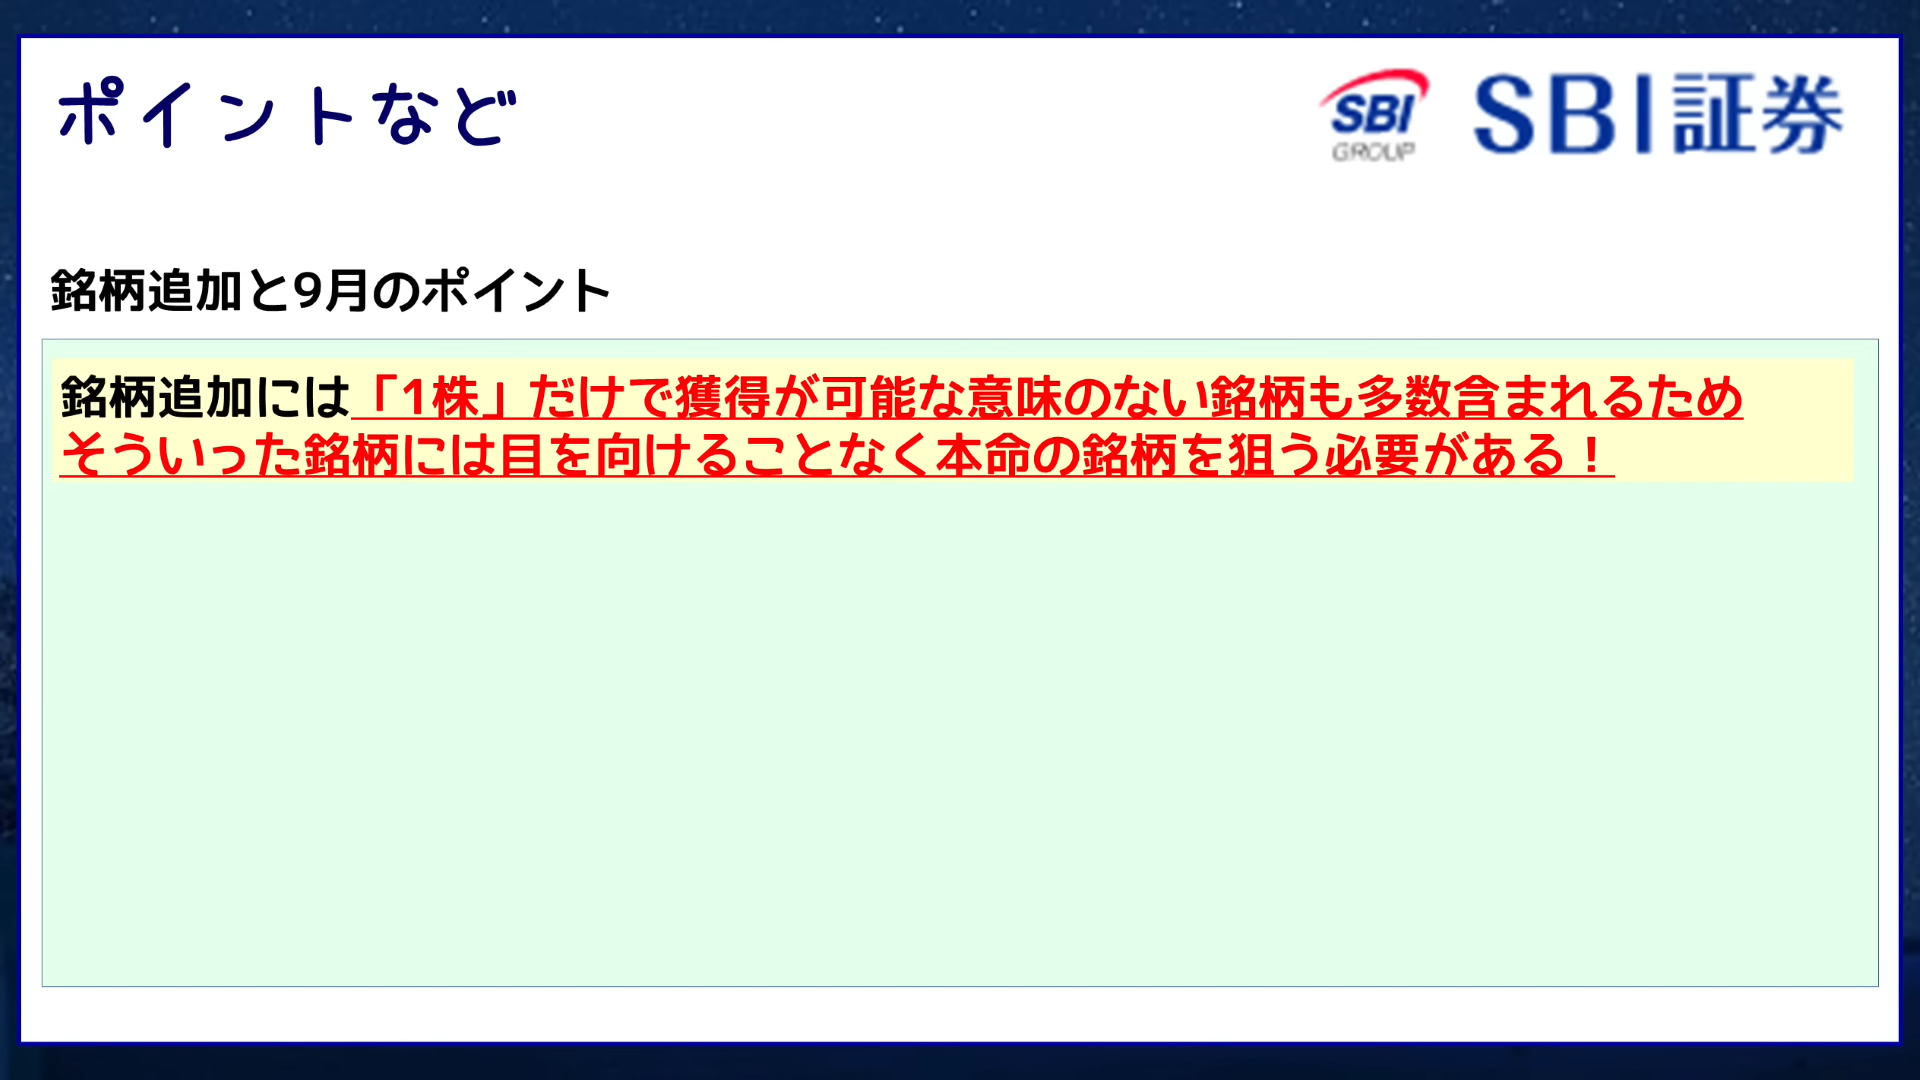 ポイントなど
SBI
GROUP
SBI証券
銘柄追加と9月のポイント
銘柄追加には「1株」だけで獲得が可能な意味のない銘柄も多数含まれるため
そういった銘柄には目を向けることなく本命の銘柄を狙う必要がある！